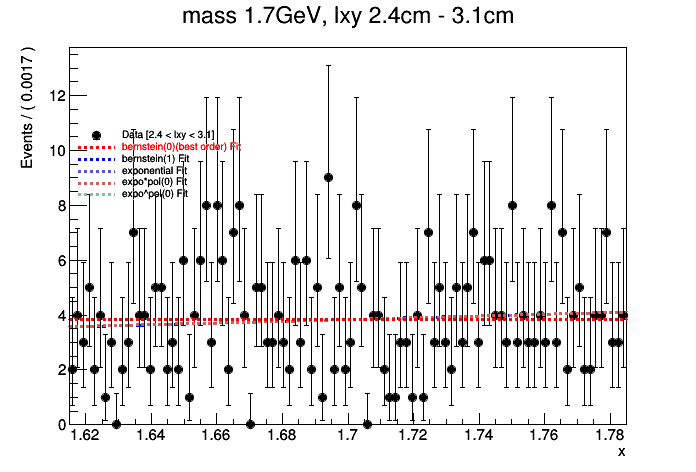 mass 1.7GeV, lxy 2.4cm - 3.1cm
Events / ( 0.0017 )
12
10
8
6
4
2
0
Data [2.4 < lxy < 3.1]
bernstein(0)(best order) Fit
bernstein(1) Fit
exponential Fit
expo*pol(0) Fit
expo^pol(0) Fit
1.62 1.64 1.66 1.68 1.7 1.72 1.74 1.76 1.78
x